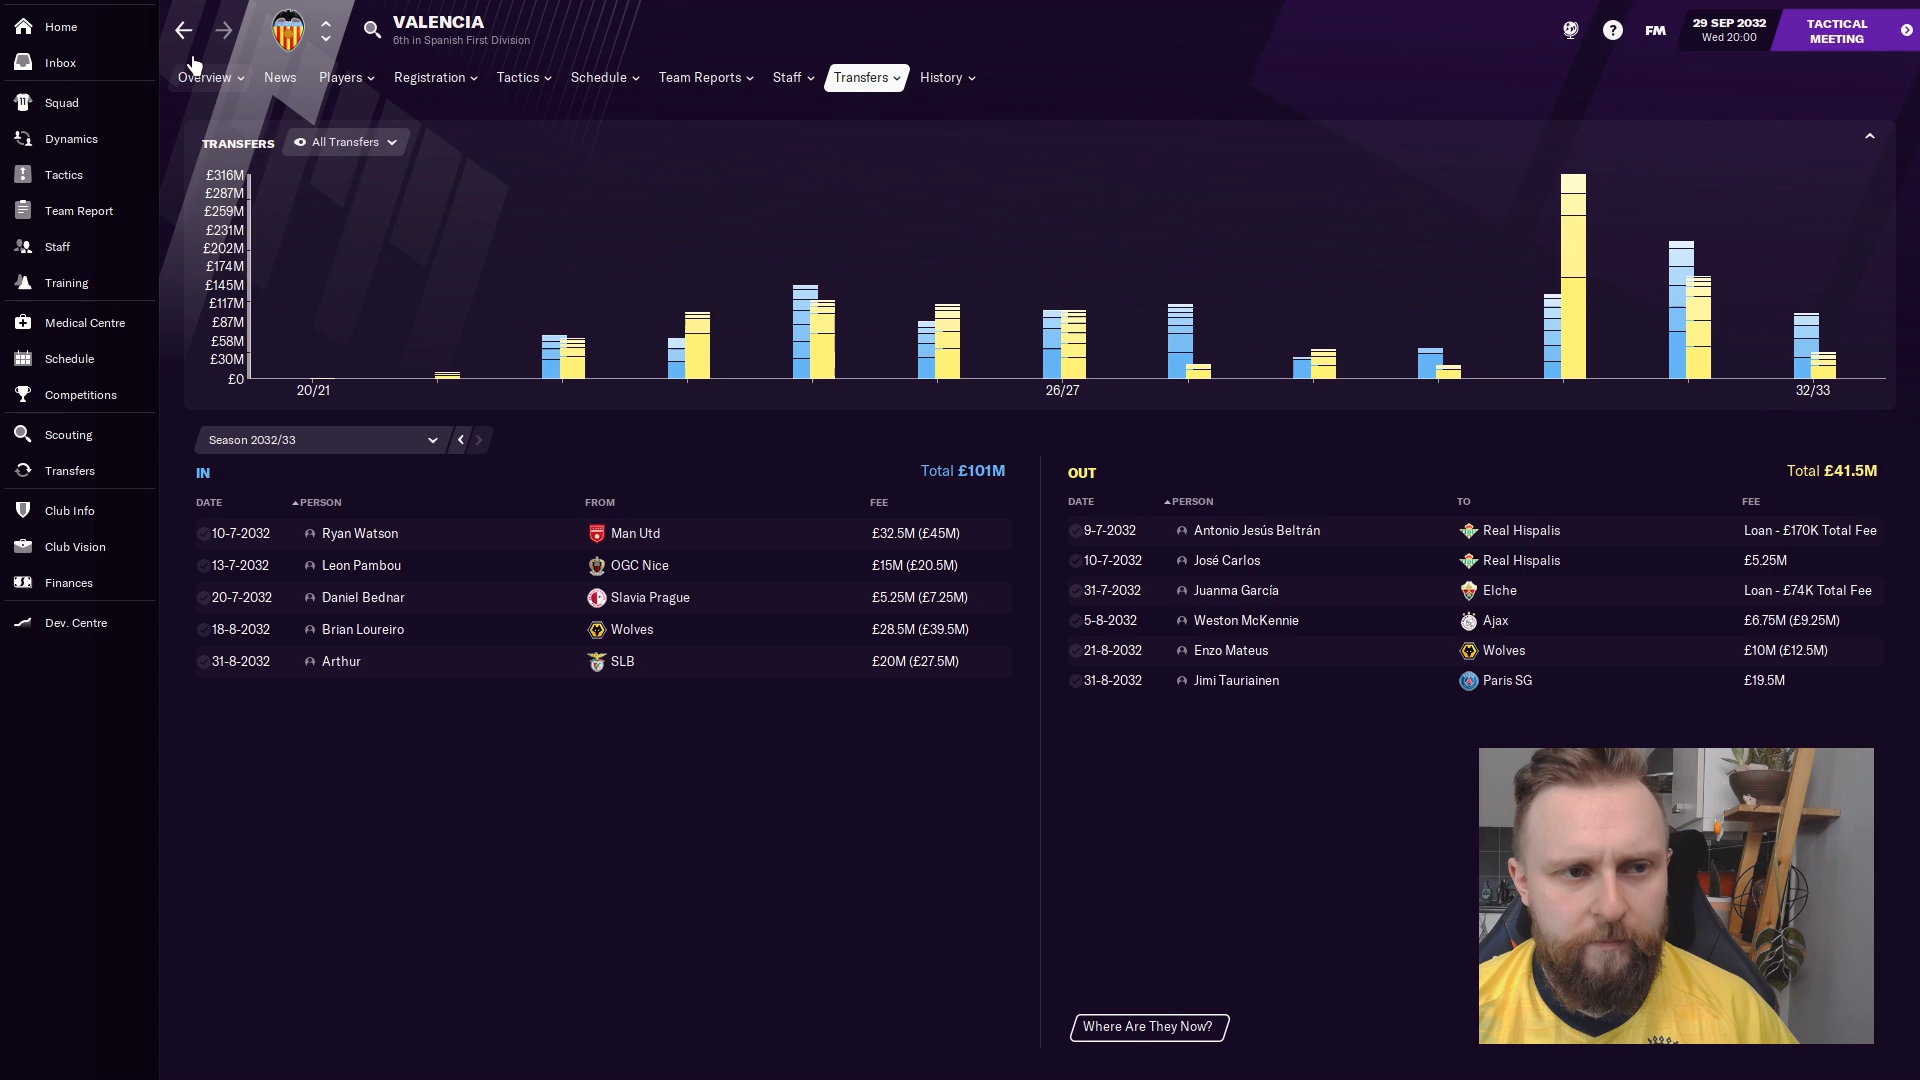 Home
Inbox
Squad
Dynamics
Tactics
Team Report
Staff
Training
Medical Centre
Schedule
Competitions
Scouting
Transfers
Club Info
Club Vision
Finances
Dev. Centre
VALENCIA
6th in Spanish First Division
FM
29 SEP 2032
Wed 20:00
TACTICAL
MEETING
Overview News Players Registration Tactics Schedule Team Reports Staff Transfers History
TRANSFERS All Transfers
£316M
£287M
£259M
£231M
£202M
£174M
£145M
£117M
£87M
£58M
£30M
£0
20/21 26/27 32/33
Season 2032/33
IN Total £101M
DATE PERSON FROM FEE
10-7-2032 Ryan Watson Man Utd £32.5M (£45M)
13-7-2032 Leon Pambou OGC Nice £15M (£20.5M)
20-7-2032 Daniel Bednar Slavia Prague £5.25M (£7.25M)
18-8-2032 Brian Loureiro Wolves £28.5M (£39.5M)
31-8-2032 Arthur SLB £20M (£27.5M)
OUT Total £41.5M
DATE PERSON TO FEE
9-7-2032 Antonio Jesús Beltrán Real Hispalis Loan - £170K Total Fee
10-7-2032 José Carlos Real Hispalis £5.25M
31-7-2032 Juanma García Elche Loan - £74K Total Fee
5-8-2032 Weston McKennie Ajax £6.75M (£9.25M)
21-8-2032 Enzo Mateus Wolves £10M (£12.5M)
31-8-2032 Jimi Tauriainen Paris SG £19.5M
Where Are They Now?